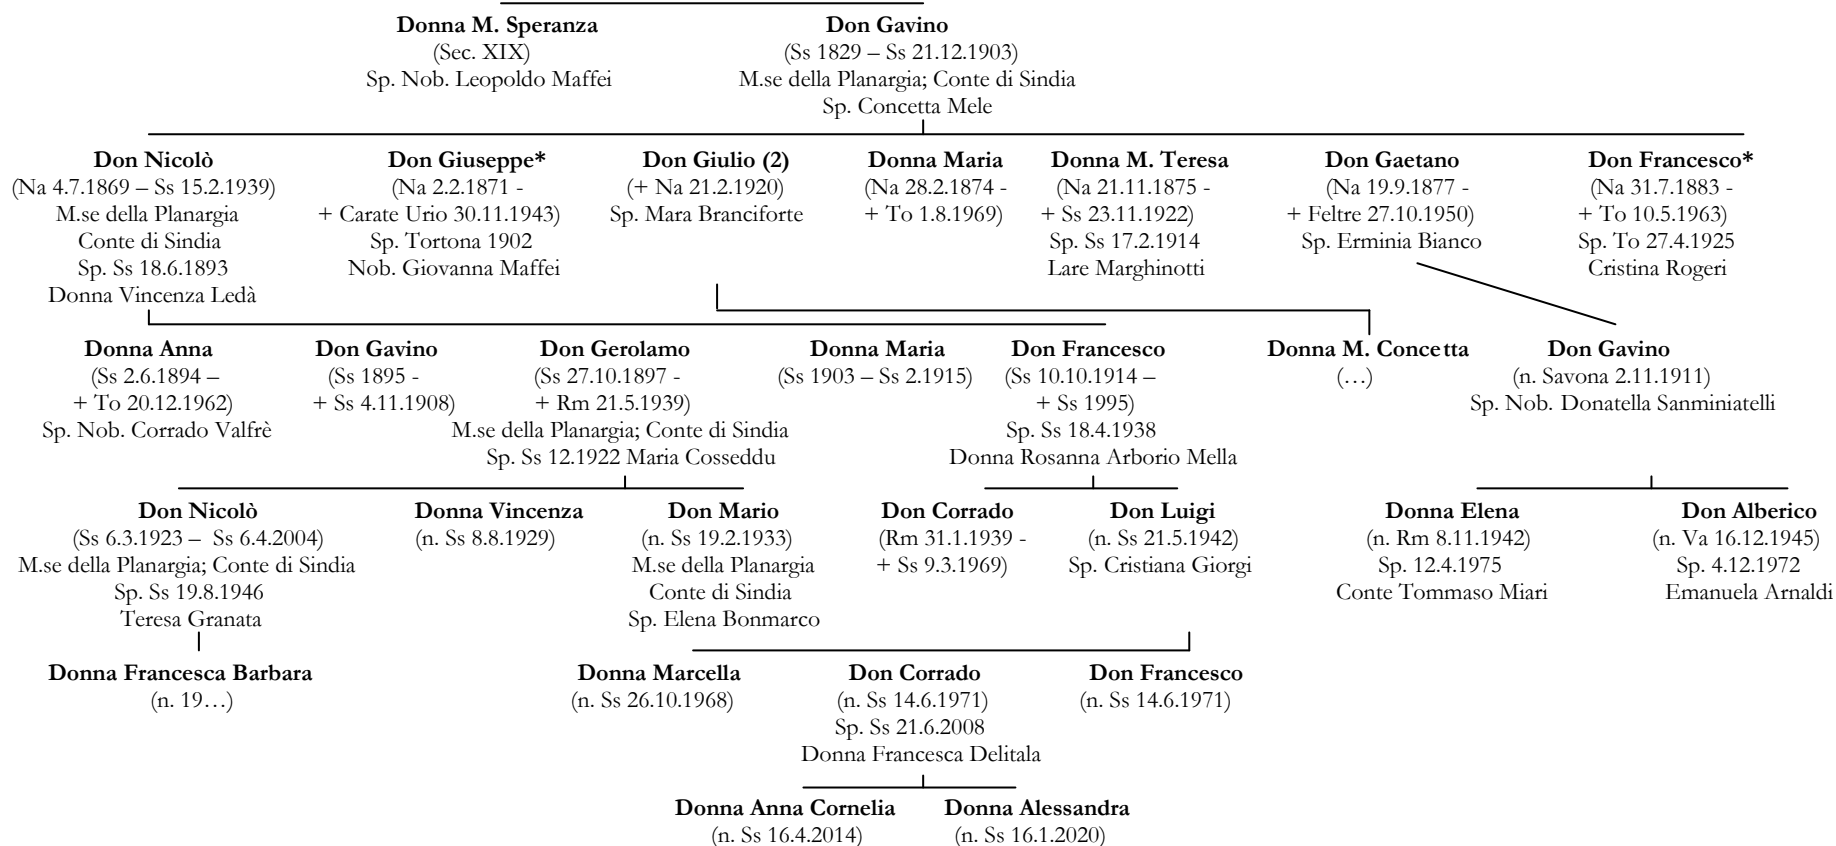 Donna M. Speranza
(Sec. XIX)
Sp. Nob. Leopoldo Maffei
Don Gavino
(Ss 1829 – Ss 21.12.1903)
M.se della Planargia; Conte di Sindia
Sp. Concetta Mele
Don Nicolò
(Na 4.7.1869 – Ss 15.2.1939)
M.se della Planargia
Conte di Sindia
Sp. Ss 18.6.1893
Donna Vincenza Ledà
Don Giuseppe*
(Na 2.2.1871 -
+ Carate Urio 30.11.1943)
Sp. Tortona 1902
Nob. Giovanna Maffei
Don Giulio (2)
(+ Na 21.2.1920)
Sp. Mara Branciforte
Donna Maria
(Na 28.2.1874 -
+ To 1.8.1969)
Donna M. Teresa
(Na 21.11.1875 -
+ Ss 23.11.1922)
Sp. Ss 17.2.1914
Lare Marghinotti
Don Gaetano
(Na 19.9.1877 -
+ Feltre 27.10.1950)
Sp. Erminia Bianco
Don Francesco*
(Na 31.7.1883 -
+ To 10.5.1963)
Sp. To 27.4.1925
Cristina Rogeri
Donna Anna
(Ss 2.6.1894 –
+ To 20.12.1962)
Sp. Nob. Corrado Valfrè
Don Gavino
(Ss 1895 -
+ Ss 4.11.1908)
Don Gerolamo
(Ss 27.10.1897 -
+ Rm 21.5.1939)
M.se della Planargia; Conte di Sindia
Sp. Ss 12.1922 Maria Cosseddu
Donna Maria
(Ss 1903 – Ss 2.1915)
Don Francesco
(Ss 10.10.1914 –
+ Ss 1995)
Sp. Ss 18.4.1938
Donna Rosanna Arborio Mella
Donna M. Concetta
(…)
Don Gavino
(n. Savona 2.11.1911)
Sp. Nob. Donatella Sanminiatelli
Don Nicolò
(Ss 6.3.1923 – Ss 6.4.2004)
M.se della Planargia; Conte di Sindia
Sp. Ss 19.8.1946
Teresa Granata
Donna Vincenza
(n. Ss 8.8.1929)
Don Mario
(n. Ss 19.2.1933)
M.se della Planargia
Conte di Sindia
Sp. Elena Bonmarco
Don Corrado
(Rm 31.1.1939 -
+ Ss 9.3.1969)
Don Luigi
(n. Ss 21.5.1942)
Sp. Cristiana Giorgi
Donna Elena
(n. Rm 8.11.1942)
Sp. 12.4.1975
Conte Tommaso Miari
Don Alberico
(n. Va 16.12.1945)
Sp. 4.12.1972
Emanuela Arnaldi
Donna Francesca Barbara
(n. 19…)
Donna Marcella
(n. Ss 26.10.1968)
Don Corrado
(n. Ss 14.6.1971)
Sp. Ss 21.6.2008
Donna Francesca Delitala
Don Francesco
(n. Ss 14.6.1971)
Donna Anna Cornelia
(n. Ss 16.4.2014)
Donna Alessandra
(n. Ss 16.1.2020)